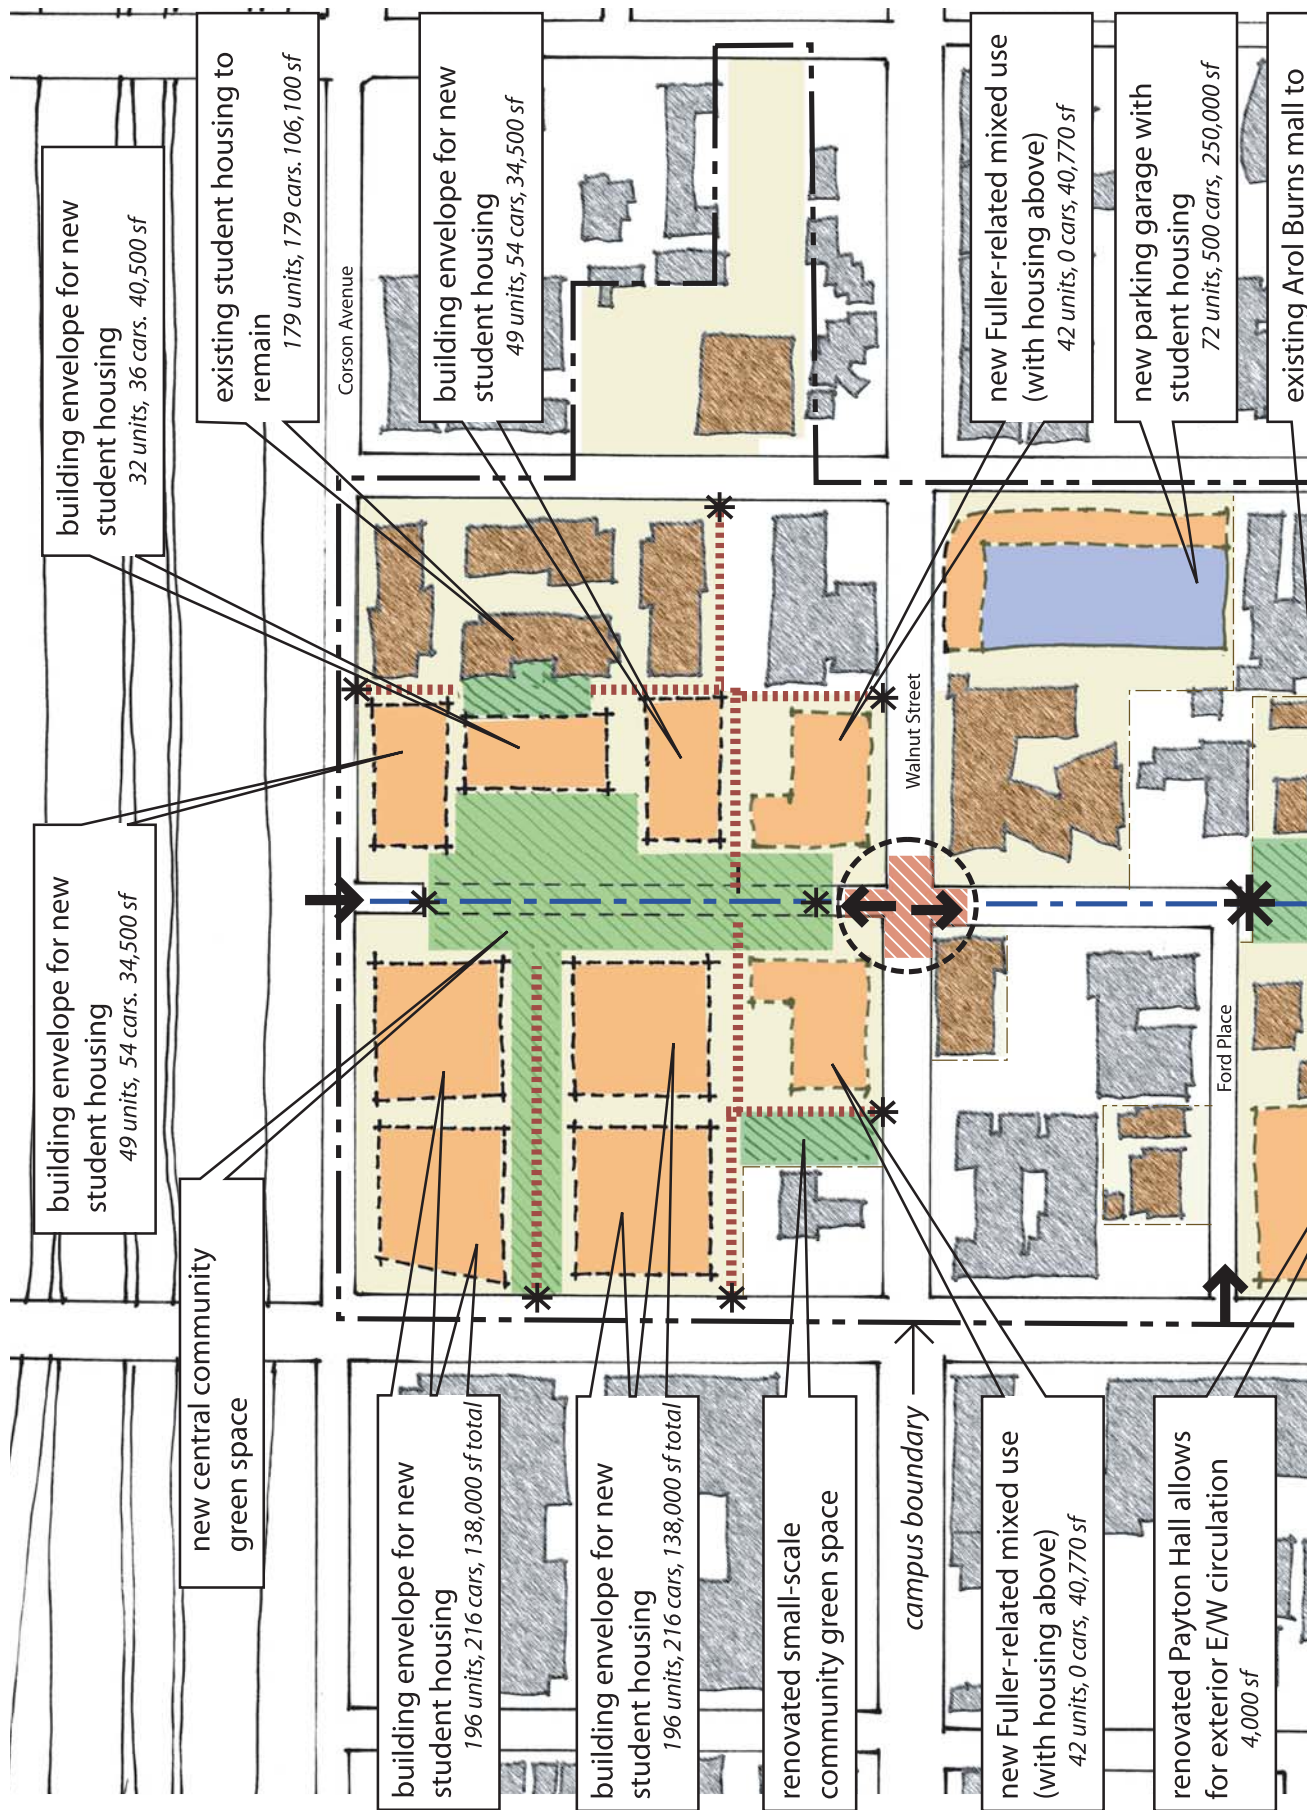 building envelope for new
student housing
196 units, 216 cars, 138,000 sf total
building envelope for new
student housing
196 units, 216 cars, 138,000 sf total
renovated small-scale
community green space
campus boundary
new Fuller-related mixed use
(with housing above)
42 units, 0 cars, 40,770 sf
renovated Payton Hall allows
for exterior E/W circulation
4,000 sf
new central community
green space
building envelope for new
student housing
49 units, 54 cars. 34,500 sf
building envelope for new
student housing
32 units, 36 cars. 40,500 sf
existing student housing to
remain
179 units, 179 cars. 106,100 sf
Corson Avenue
building envelope for new
student housing
49 units, 54 cars, 34,500 sf
Walnut Street
Ford Place
new Fuller-related mixed use
(with housing above)
42 units, 0 cars, 40,770 sf
new parking garage with
student housing
72 units, 500 cars, 250,000 sf
existing Arol Burns mall to